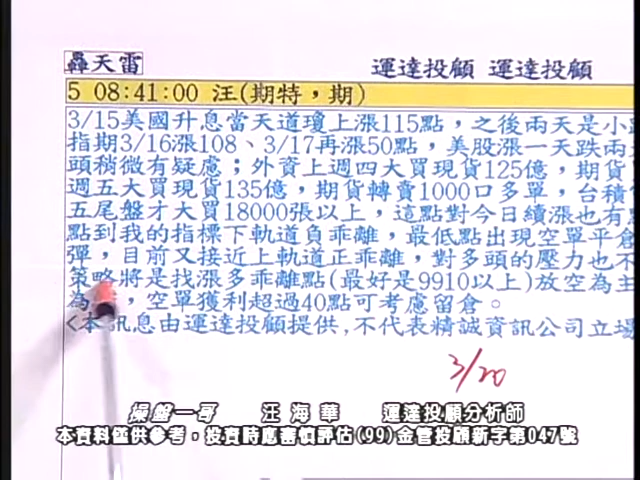 轟天雷
運達投顧 運達投顧
5 08:41:00 汪(期特，期)
3/15美國升息當天道瓊上漲115點，之後兩天是小
指期3/16漲108、3/17再漲50點，美股漲一天跌兩
頭稍微有疑慮；外資上週四大買現貨125億，期貨
週五大買現貨135億，期貨轉賣1000口多單，台積
五尾盤才大買18000張以上，這點對今日續漲也有
點到我的指標下軌道負乖離，最低點出現空單平倉
彈，目前又接近上軌道正乖離，對多頭的壓力也不
策略將是找漲多乖離點(最好是9910以上)放空為主
為，空單獲利超過40點可考慮留倉。
<本訊息由運達投顧提供,不代表精誠資訊公司立場
3/20
操盤一哥 汪海華 運達投顧分析師
本資料僅供參考，投資時應審慎評估(99)金管投顧新字第047號